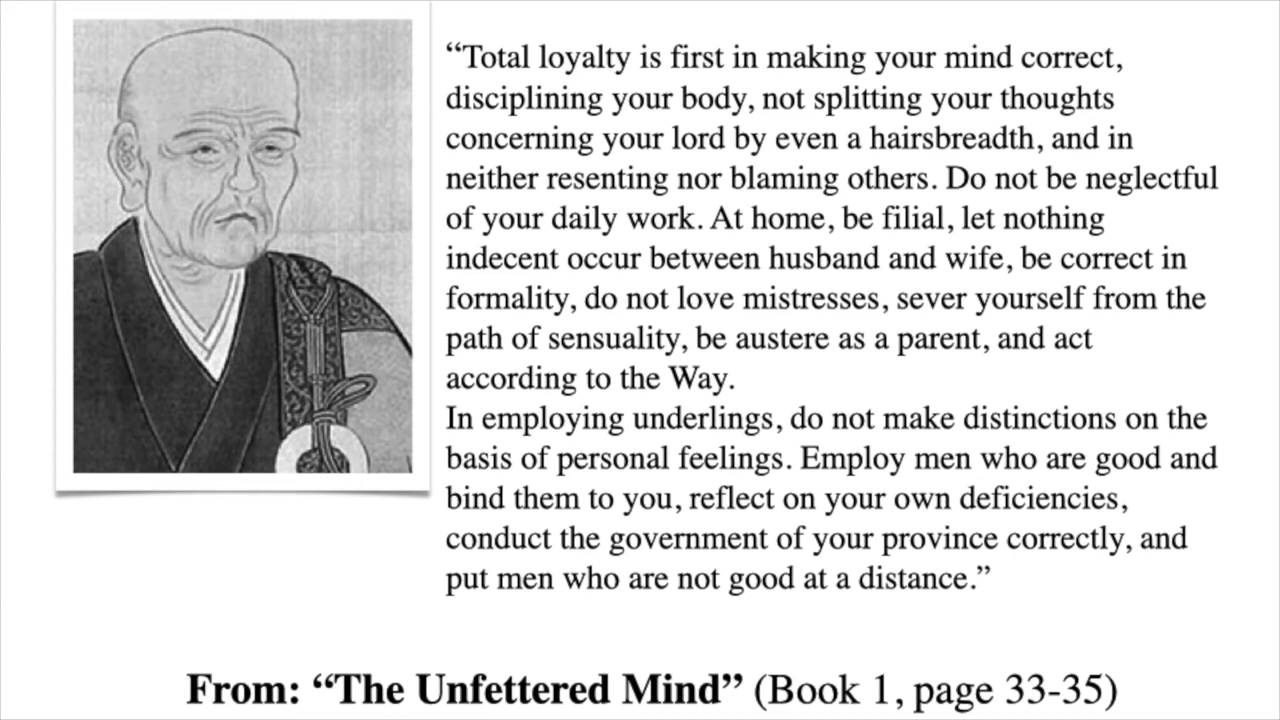 “Total loyalty is first in making your mind correct,
disciplining your body, not splitting your thoughts
concerning your lord by even a hairsbreadth, and in
neither resenting nor blaming others. Do not be neglectful
of your daily work. At home, be filial, let nothing
indecent occur between husband and wife, be correct in
formality, do not love mistresses, sever yourself from the
path of sensuality, be austere as a parent, and act
according to the Way.
In employing underlings, do not make distinctions on the
basis of personal feelings. Employ men who are good and
bind them to you, reflect on your own deficiencies,
conduct the government of your province correctly, and
put men who are not good at a distance.”
From: “The Unfettered Mind” (Book 1, page 33-35)